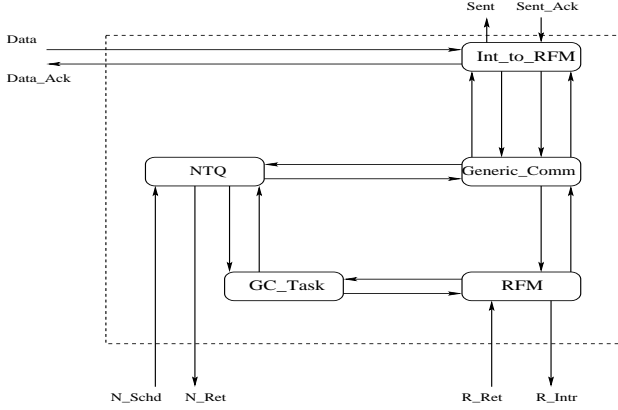 Sent Sent_Ack
Data
Int_to_RFM
Data_Ack
NTQ Generic_Comm
GC_Task RFM
N_Schd N_Ret R_Ret R_Intr